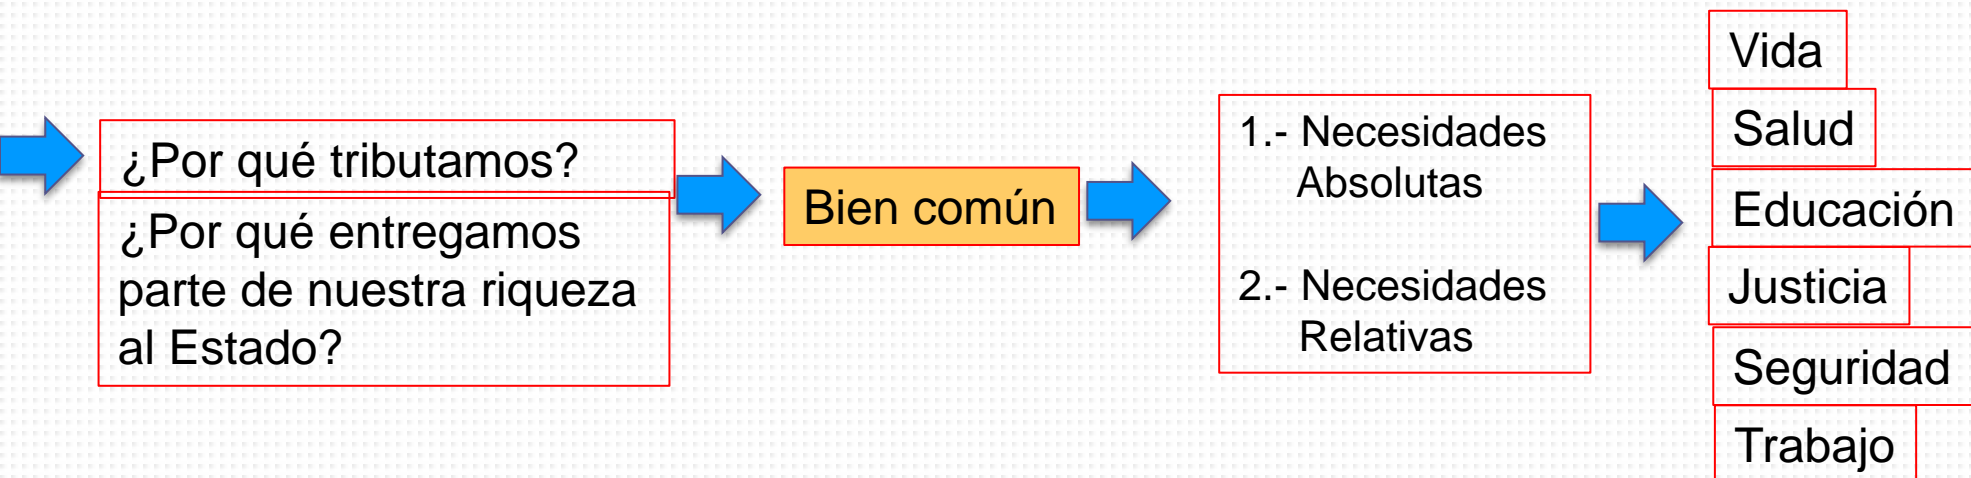 ¿Por qué tributamos?
¿Por qué entregamos
parte de nuestra riqueza
al Estado?
Bien común
1.- Necesidades
Absolutas
2.- Necesidades
Relativas
Vida
Salud
Educación
Justicia
Seguridad
Trabajo